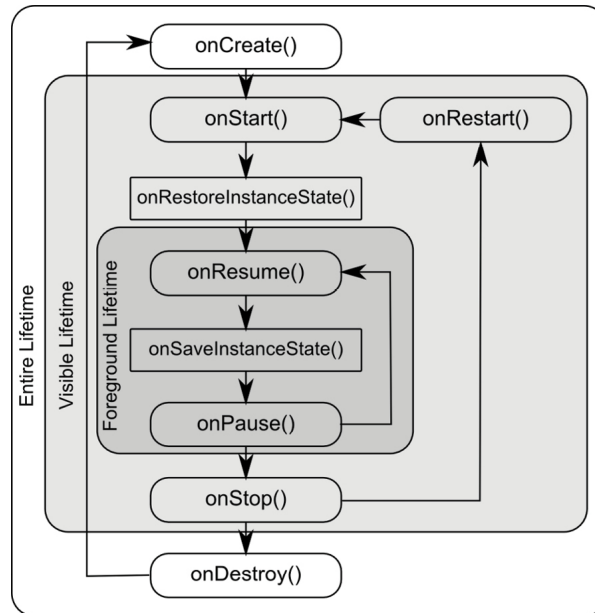 onCreate()
onStart()
onRestart()
onRestoreInstanceState()
onResume()
onSaveInstanceState()
onPause()
onStop()
onDestroy()
Entire Lifetime
Visible Lifetime
Foreground Lifetime